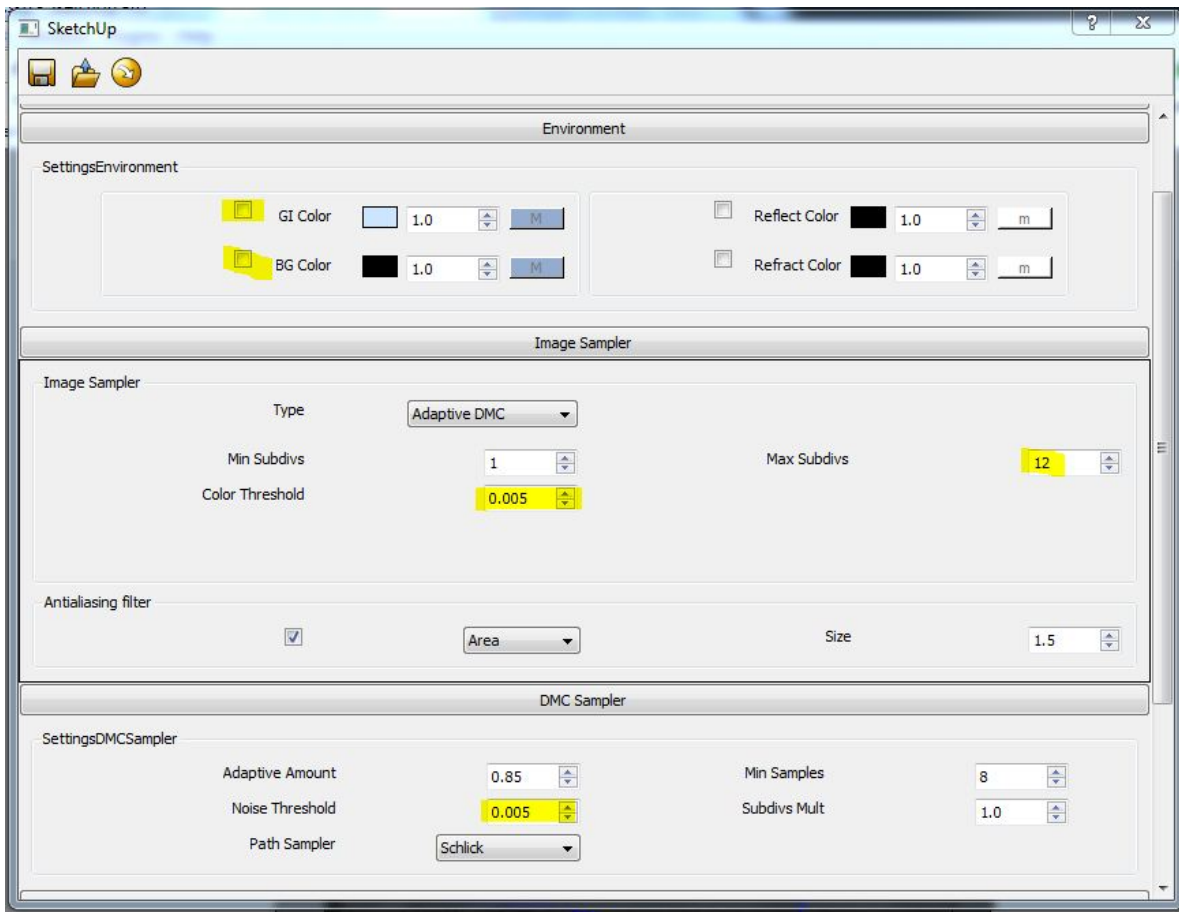 SketchUp
Environment
SettingsEnvironment
GI Color 1.0 M Reflect Color 1.0 m
BG Color 1.0 M Refract Color 1.0 m
Image Sampler
Image Sampler
Type Adaptive DMC
Min Subdivs 1 Max Subdivs 12
Color Threshold 0.005
Antialiasing filter
Area Size 1.5
DMC Sampler
SettingsDMCSampler
Adaptive Amount 0.85 Min Samples 8
Noise Threshold 0.005 Subdivs Mult 1.0
Path Sampler Schlick